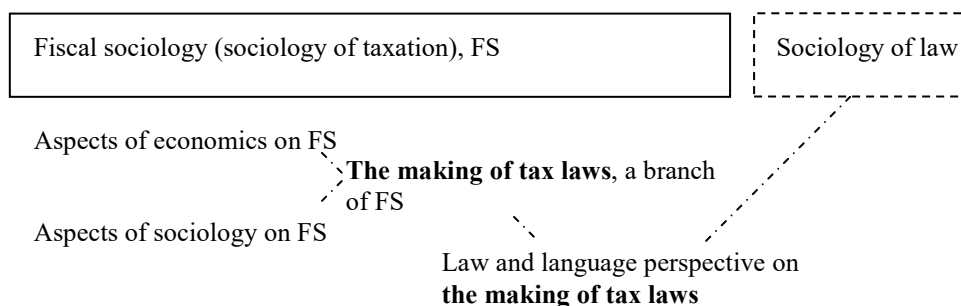 Fiscal sociology (sociology of taxation), FS
Sociology of law
Aspects of economics on FS
The making of tax laws, a branch
of FS
Aspects of sociology on FS
Law and language perspective on
the making of tax laws